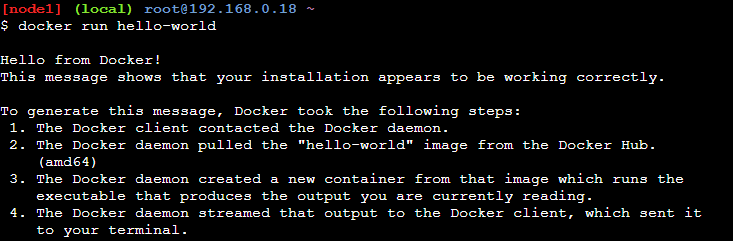 [node1] (local) root@192.168.0.18 ~
$ docker run hello-world
Hello from Docker!
This message shows that your installation appears to be working correctly.
To generate this message, Docker took the following steps:
1. The Docker client contacted the Docker daemon.
2. The Docker daemon pulled the "hello-world" image from the Docker Hub.
(amd64)
3. The Docker daemon created a new container from that image which runs the
executable that produces the output you are currently reading.
4. The Docker daemon streamed that output to the Docker client, which sent it
to your terminal.